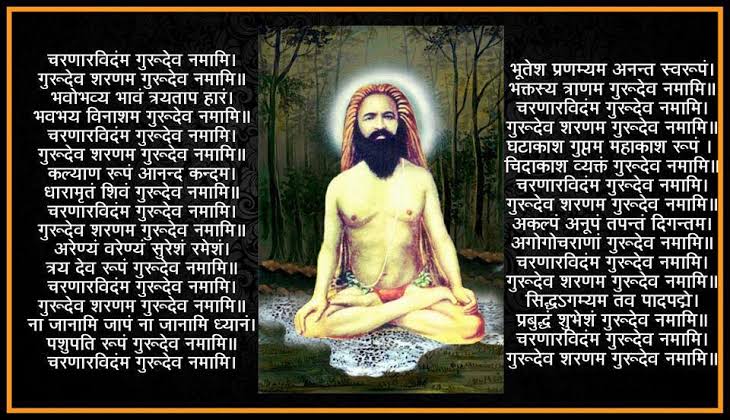 चरणारविदंम गुरूदेव नमामि।
गुरूदेव शरणम गुरूदेव नमामि॥
भवोभव्य भावं त्रयताप हारं।
भवभय विनाशम गुरूदेव नमामि॥
चरणारविदंम गुरूदेव नमामि।
गुरूदेव शरणम गुरूदेव नमामि॥
कल्याण रूपं आनन्द कन्दम।
धारामृतं शिवं गुरूदेव नमामि॥
चरणारविदंम गुरूदेव नमामि।
गुरूदेव शरणम गुरूदेव नमामि॥
अरेण्यं वरेण्यं सुरेशं रमेशं।
त्रय देव रूपं गुरूदेव नमामि॥
चरणारविदंम गुरूदेव नमामि।
गुरूदेव शरणम गुरूदेव नमामि॥
ना जानामि जापं ना जानामि ध्यानं।
पशुपति रूपं गुरूदेव नमामि॥
चरणारविदंम गुरूदेव नमामि।
भूतेश प्रणम्यम अनन्त स्वरूपं।
भक्तस्य त्राणम गुरूदेव नमामि॥
चरणारविदंम गुरूदेव नमामि।
गुरूदेव शरणम गुरूदेव नमामि॥
घटाकाश गुप्तम महाकाश रूपं ।
चिदाकाश व्यक्तं गुरूदेव नमामि॥
चरणारविदंम गुरूदेव नमामि।
गुरूदेव शरणम गुरूदेव नमामि॥
अकल्पं अनूपं तपन्तं दिगन्तम।
अगोगोचराणां गुरूदेव नमामि॥
चरणारविदंम गुरूदेव नमामि।
गुरूदेव शरणम गुरूदेव नमामि॥
सिद्धऽगम्यम तव पादपद्मे।
प्रबुद्धं शुभेशं गुरूदेव नमामि॥
चरणारविदंम गुरूदेव नमामि।
गुरूदेव शरणम गुरूदेव नमामि॥